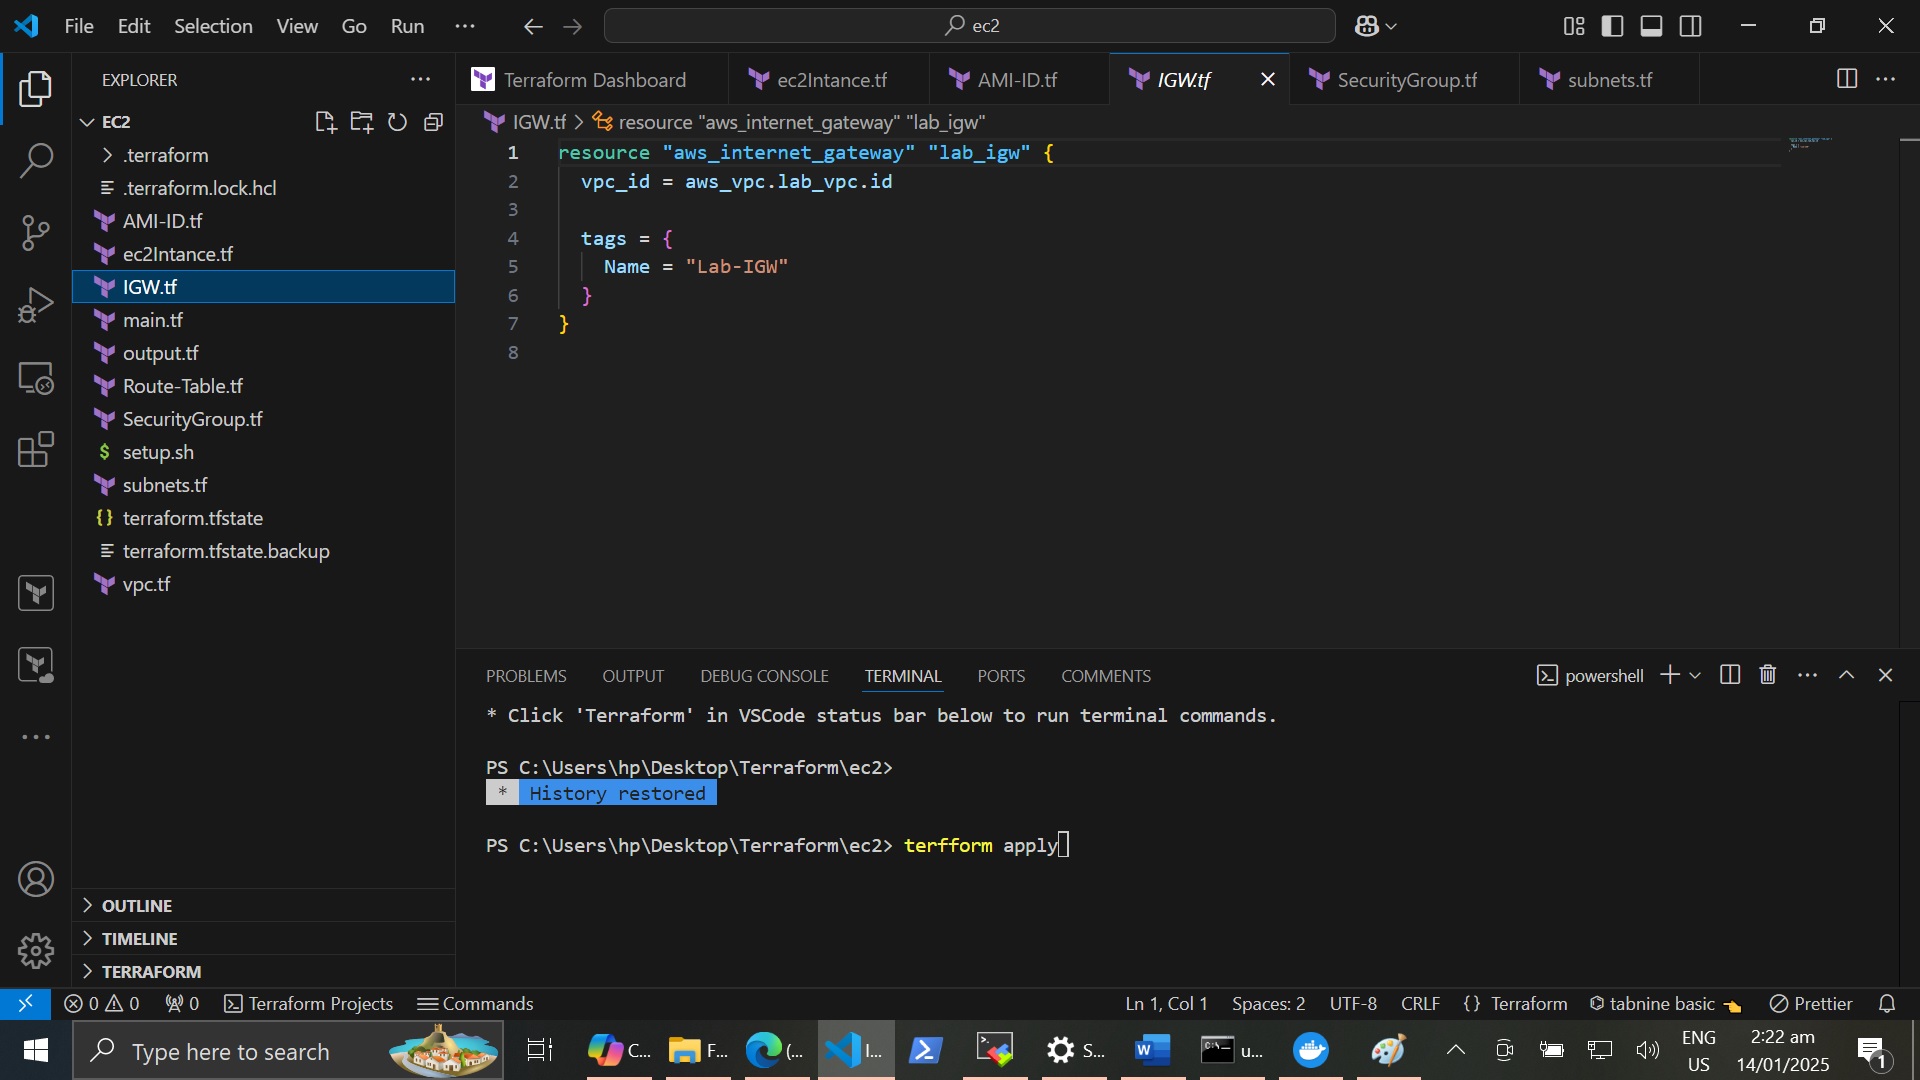 File Edit Selection View Go Run ...
ec2
EXPLORER
EC2
.terraform
.terraform.lock.hcl
AMI-ID.tf
ec2Intance.tf
IGW.tf
main.tf
output.tf
Route-Table.tf
SecurityGroup.tf
$ setup.sh
subnets.tf
{} terraform.tfstate
terraform.tfstate.backup
vpc.tf
OUTLINE
TIMELINE
TERRAFORM
Terraform Dashboard ec2Intance.tf AMI-ID.tf IGW.tf SecurityGroup.tf subnets.tf
IGW.tf > resource "aws_internet_gateway" "lab_igw"
1 resource "aws_internet_gateway" "lab_igw" {
2 vpc_id = aws_vpc.lab_vpc.id
3
4 tags = {
5 Name = "Lab-IGW"
6 }
7 }
8
PROBLEMS OUTPUT DEBUG CONSOLE TERMINAL PORTS COMMENTS
powershell
* Click 'Terraform' in VSCode status bar below to run terminal commands.
PS C:\Users\hp\Desktop\Terraform\ec2>
* History restored
PS C:\Users\hp\Desktop\Terraform\ec2> terfform apply
0 0 0 Terraform Projects Commands Ln 1, Col 1 Spaces: 2 UTF-8 CRLF {} Terraform tabnine basic Prettier
Type here to search C... F... (... I... S... u... ENG 2:22 am
US 14/01/2025 1